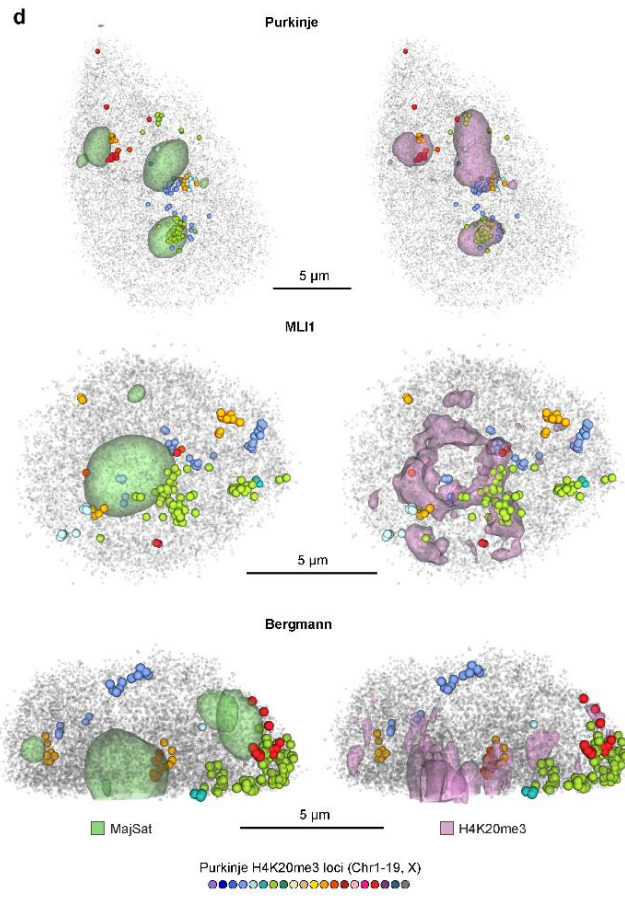 d
Purkinje
5 µm
MLI1
5 µm
Bergmann
5 µm
MajSat
H4K20me3
Purkinje H4K20me3 loci (Chr1-19, X)